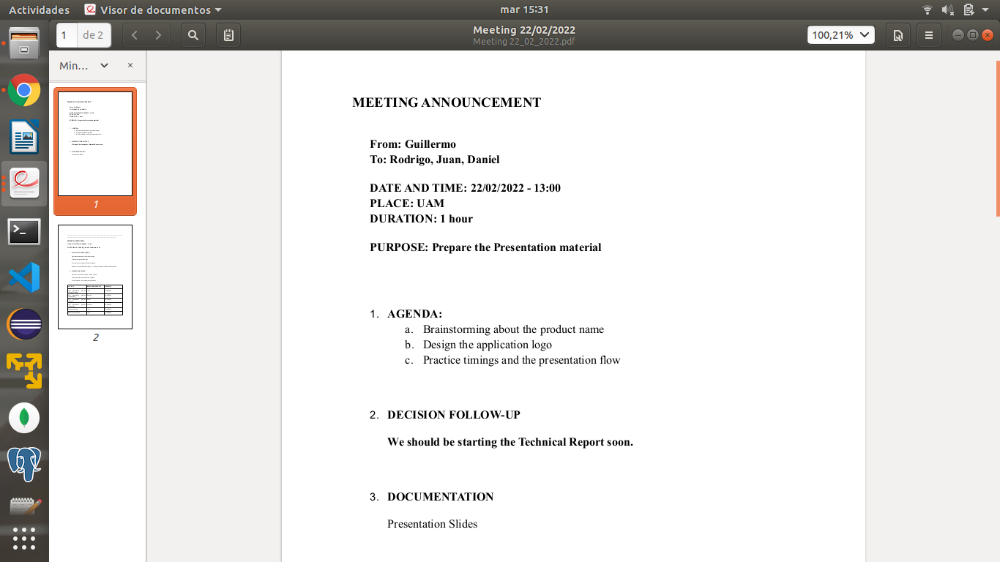 Actividades
Visor de documentos
mar 15:31
1
de 2
Meeting 22/02/2022
Meeting 22_02_2022.pdf
100,21%
Min...
1
2
MEETING ANNOUNCEMENT
From: Guillermo
To: Rodrigo, Juan, Daniel
DATE AND TIME: 22/02/2022 - 13:00
PLACE: UAM
DURATION: 1 hour
PURPOSE: Prepare the Presentation material
1. AGENDA:
a. Brainstorming about the product name
b. Design the application logo
c. Practice timings and the presentation flow
2. DECISION FOLLOW-UP
We should be starting the Technical Report soon.
3. DOCUMENTATION
Presentation Slides